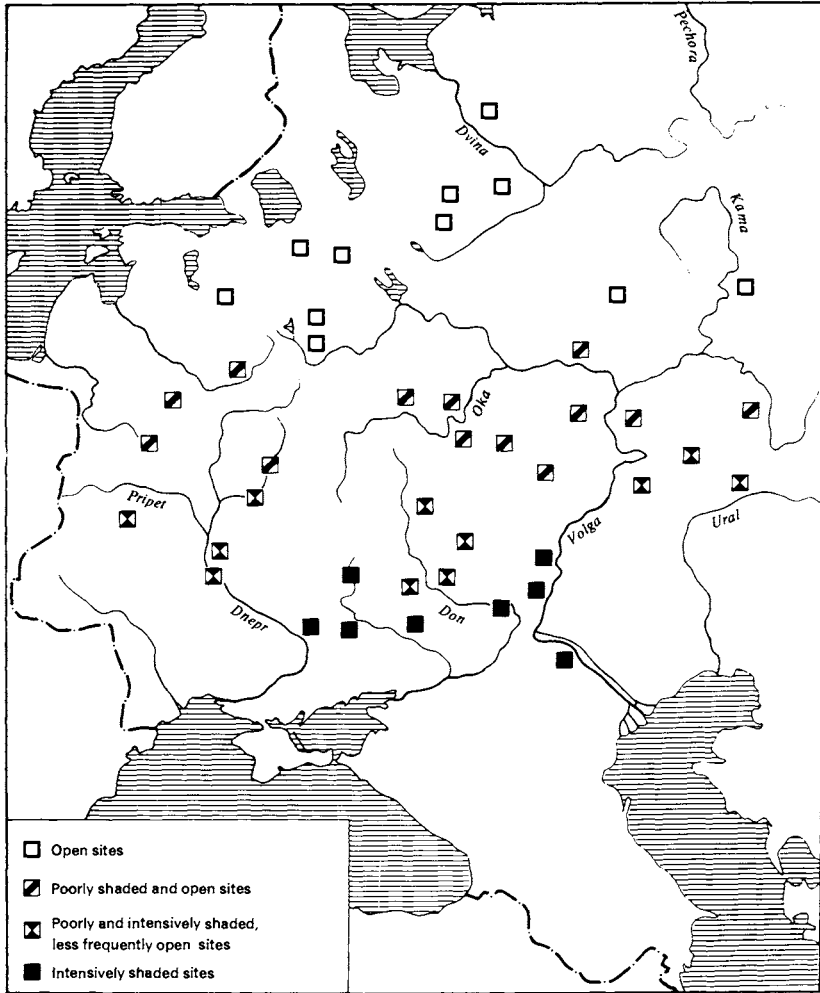 Pechora
Dvina
Kama
Oka
Pripet
Volga
Ural
Dnepr
Don
Open sites
Poorly shaded and open sites
Poorly and intensively shaded,
less frequently open sites
Intensively shaded sites